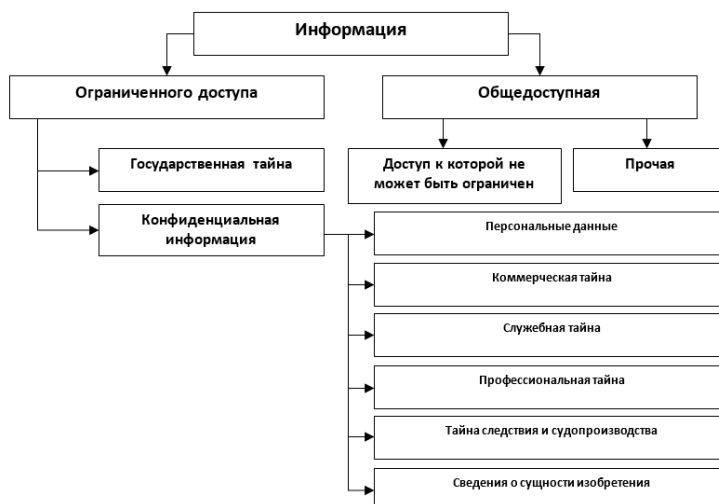 Информация
Ограниченного доступа
Общедоступная
Государственная тайна
Доступ к которой не
может быть ограничен
Прочая
Конфиденциальная
информация
Персональные данные
Коммерческая тайна
Служебная тайна
Профессиональная тайна
Тайна следствия и судопроизводства
Сведения о сущности изобретения